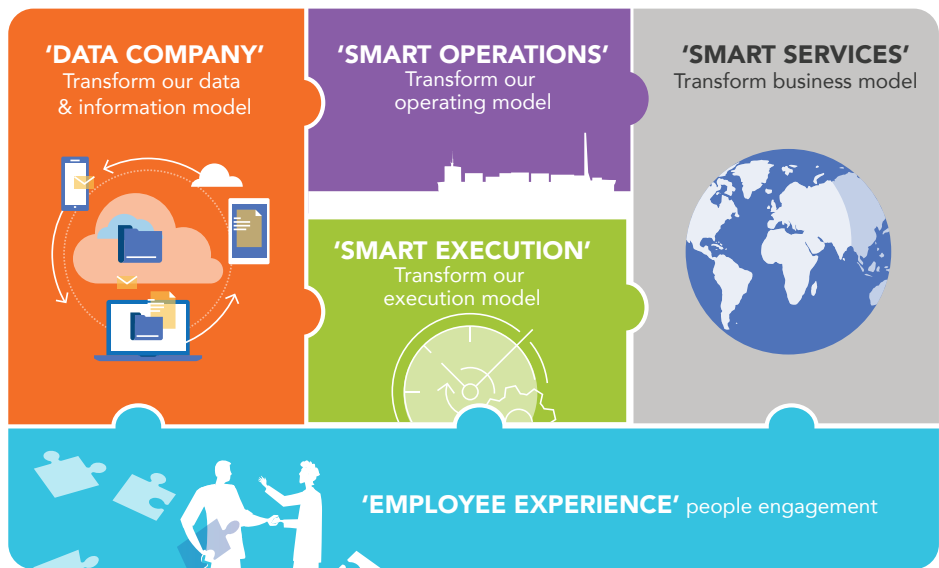 'DATA COMPANY'
Transform our data
& information model
'SMART OPERATIONS'
Transform our
operating model
'SMART SERVICES'
Transform business model
'SMART EXECUTION'
Transform our
execution model
'EMPLOYEE EXPERIENCE' people engagement